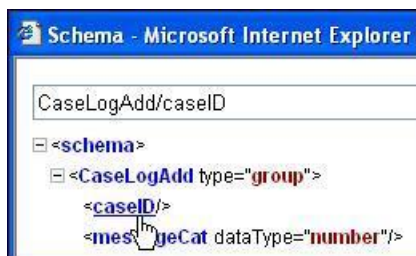 Schema - Microsoft Internet Explorer
CaseLogAdd/caseID
<schema>
<CaseLogAdd type="group">
<caseID/>
dataType="number"/>